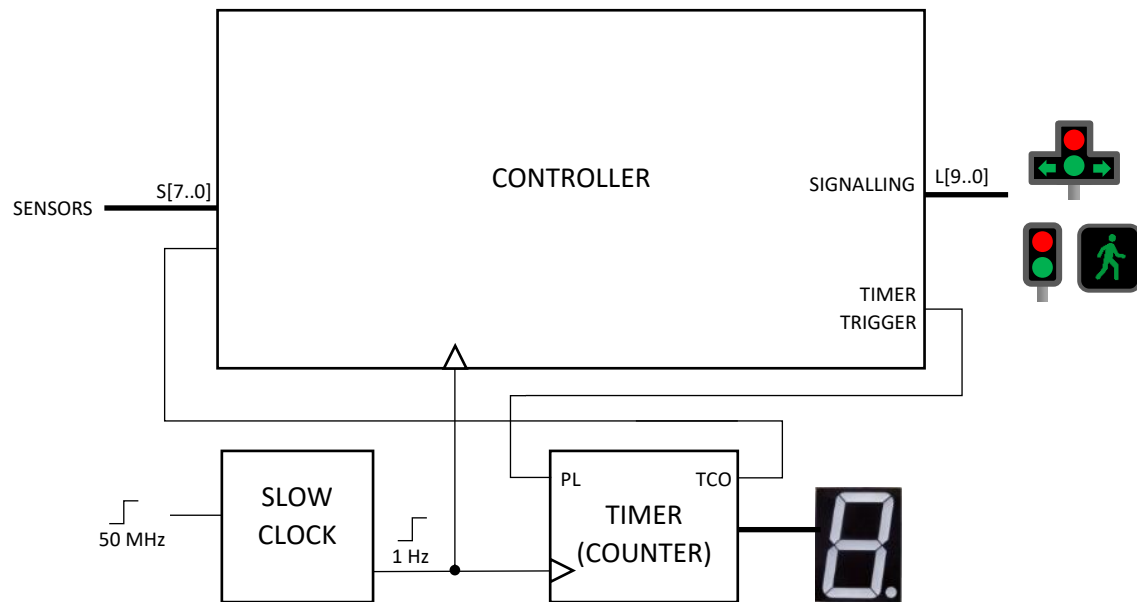 CONTROLLER
S[7..0]
SENSORS
SIGNALLING
L[9..0]
TIMER
TRIGGER
PL
TCO
SLOW
CLOCK
TIMER
(COUNTER)
50 MHz
1 Hz